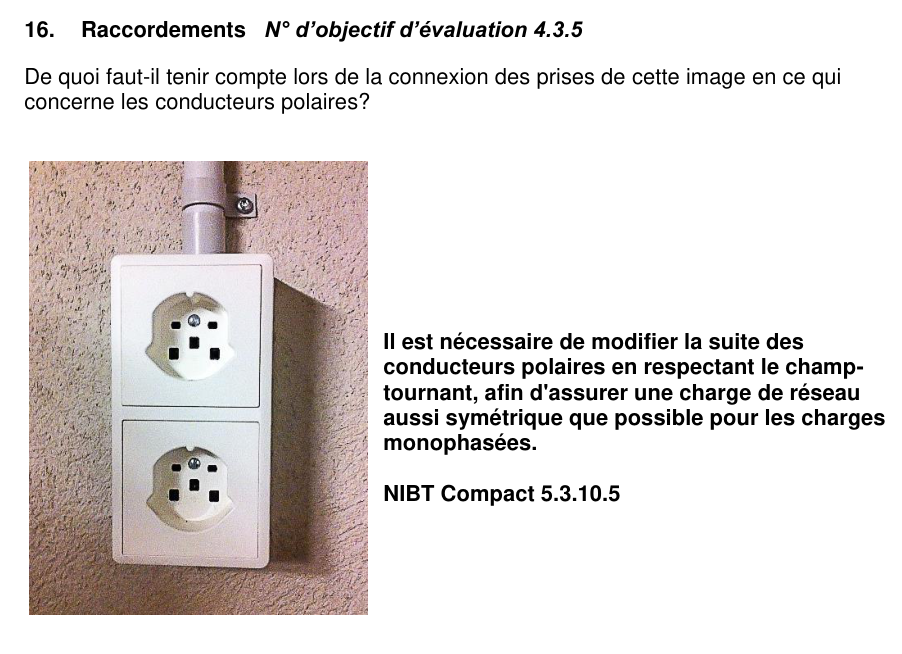 16. Raccordements N° d'objectif d'évaluation 4.3.5
De quoi faut-il tenir compte lors de la connexion des prises de cette image en ce qui
concerne les conducteurs polaires?
Il est nécessaire de modifier la suite des
conducteurs polaires en respectant le champ-
tournant, afin d'assurer une charge de réseau
aussi symétrique que possible pour les charges
monophasées.
NIBT Compact 5.3.10.5